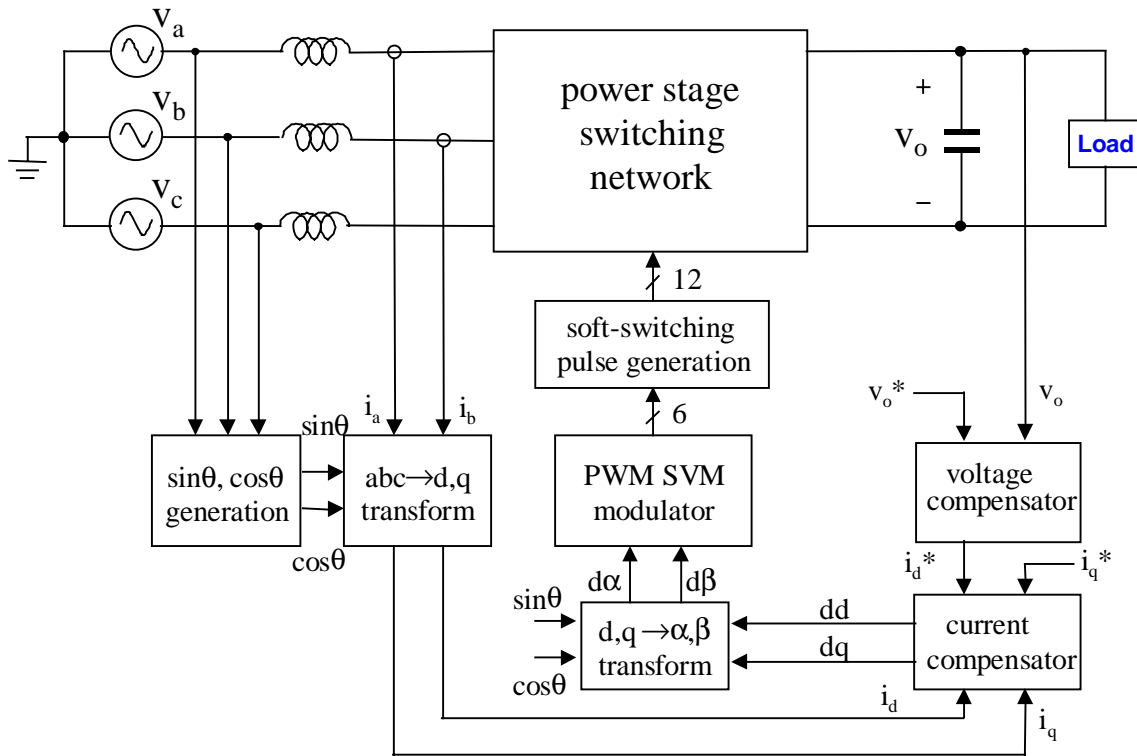 va
vb
vc
power stage
switching
network
+
vo
−
Load
12
soft-switching
pulse generation
6
ia
ib
sinθ
cosθ
sinθ, cosθ
generation
abc→d,q
transform
PWM SVM
modulator
vo*
vo
voltage
compensator
id*
iq*
dα
dβ
sinθ
cosθ
d,q→α,β
transform
dd
dq
current
compensator
id
iq